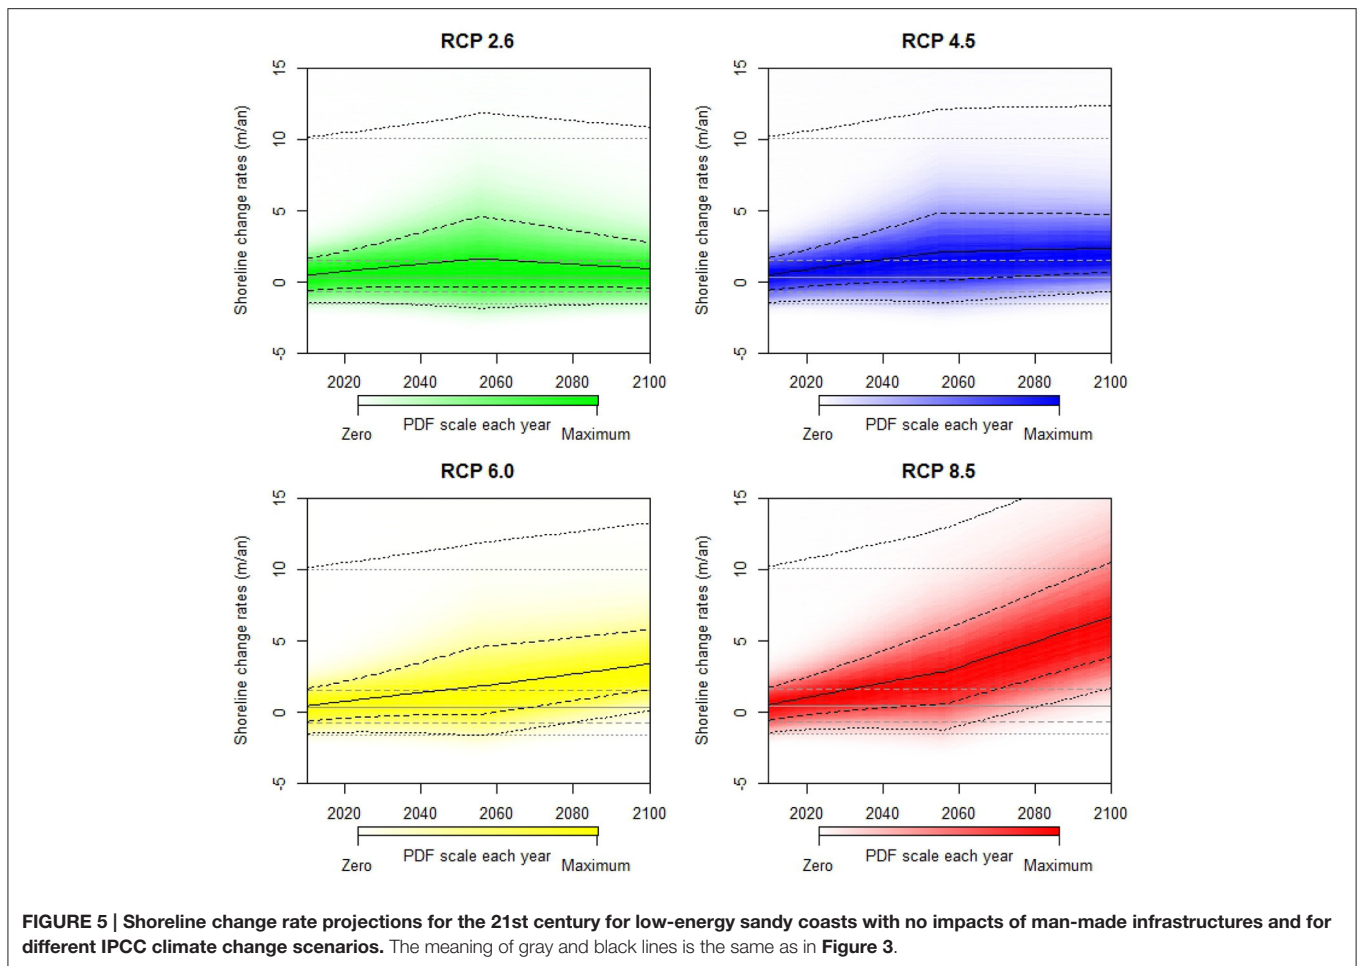 RCP 2.6
RCP 4.5
Shoreline change rates (m/an)
15
10
5
0
-5
2020 2040 2060 2080 2100
Zero PDF scale each year Maximum
Shoreline change rates (m/an)
15
10
5
0
-5
2020 2040 2060 2080 2100
Zero PDF scale each year Maximum
RCP 6.0
RCP 8.5
Shoreline change rates (m/an)
15
10
5
0
-5
2020 2040 2060 2080 2100
Zero PDF scale each year Maximum
Shoreline change rates (m/an)
15
10
5
0
-5
2020 2040 2060 2080 2100
Zero PDF scale each year Maximum
FIGURE 5 | Shoreline change rate projections for the 21st century for low-energy sandy coasts with no impacts of man-made infrastructures and for
different IPCC climate change scenarios. The meaning of gray and black lines is the same as in Figure 3.